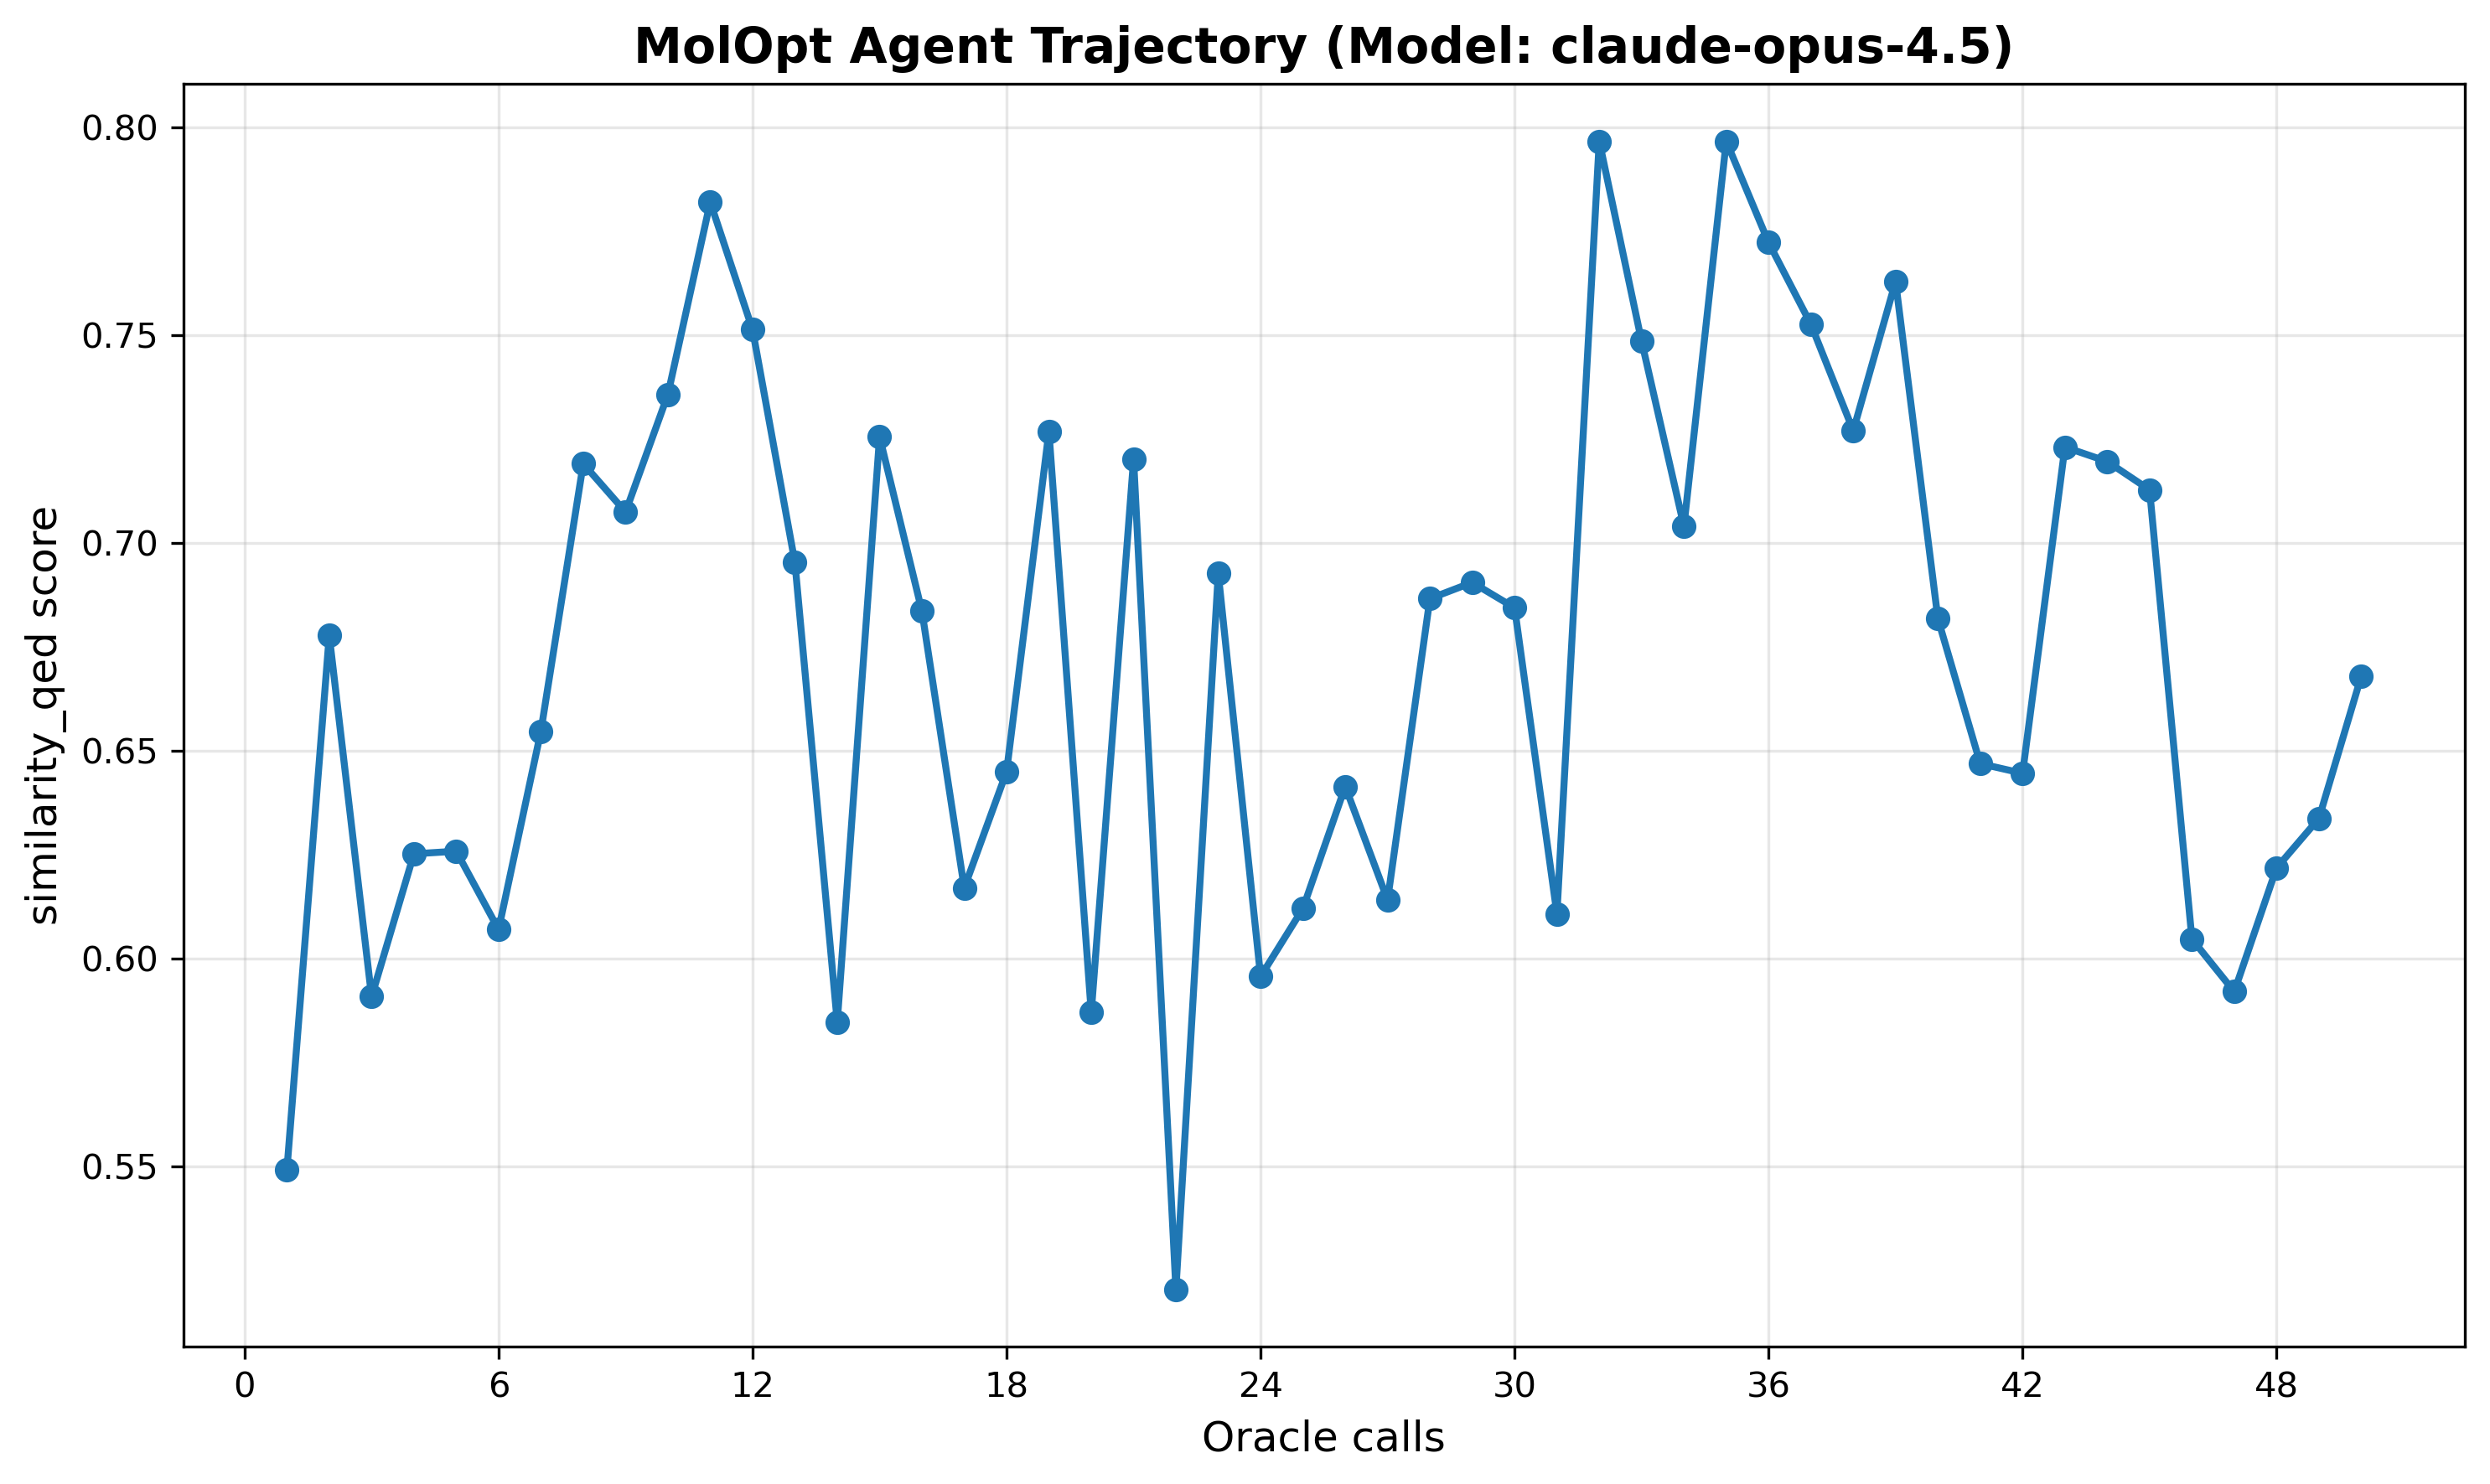 MolOpt Agent Trajectory (Model: claude-opus-4.5)
similarity_qed score
0.80
0.75
0.70
0.65
0.60
0.55
0 6 12 18 24 30 36 42 48
Oracle calls